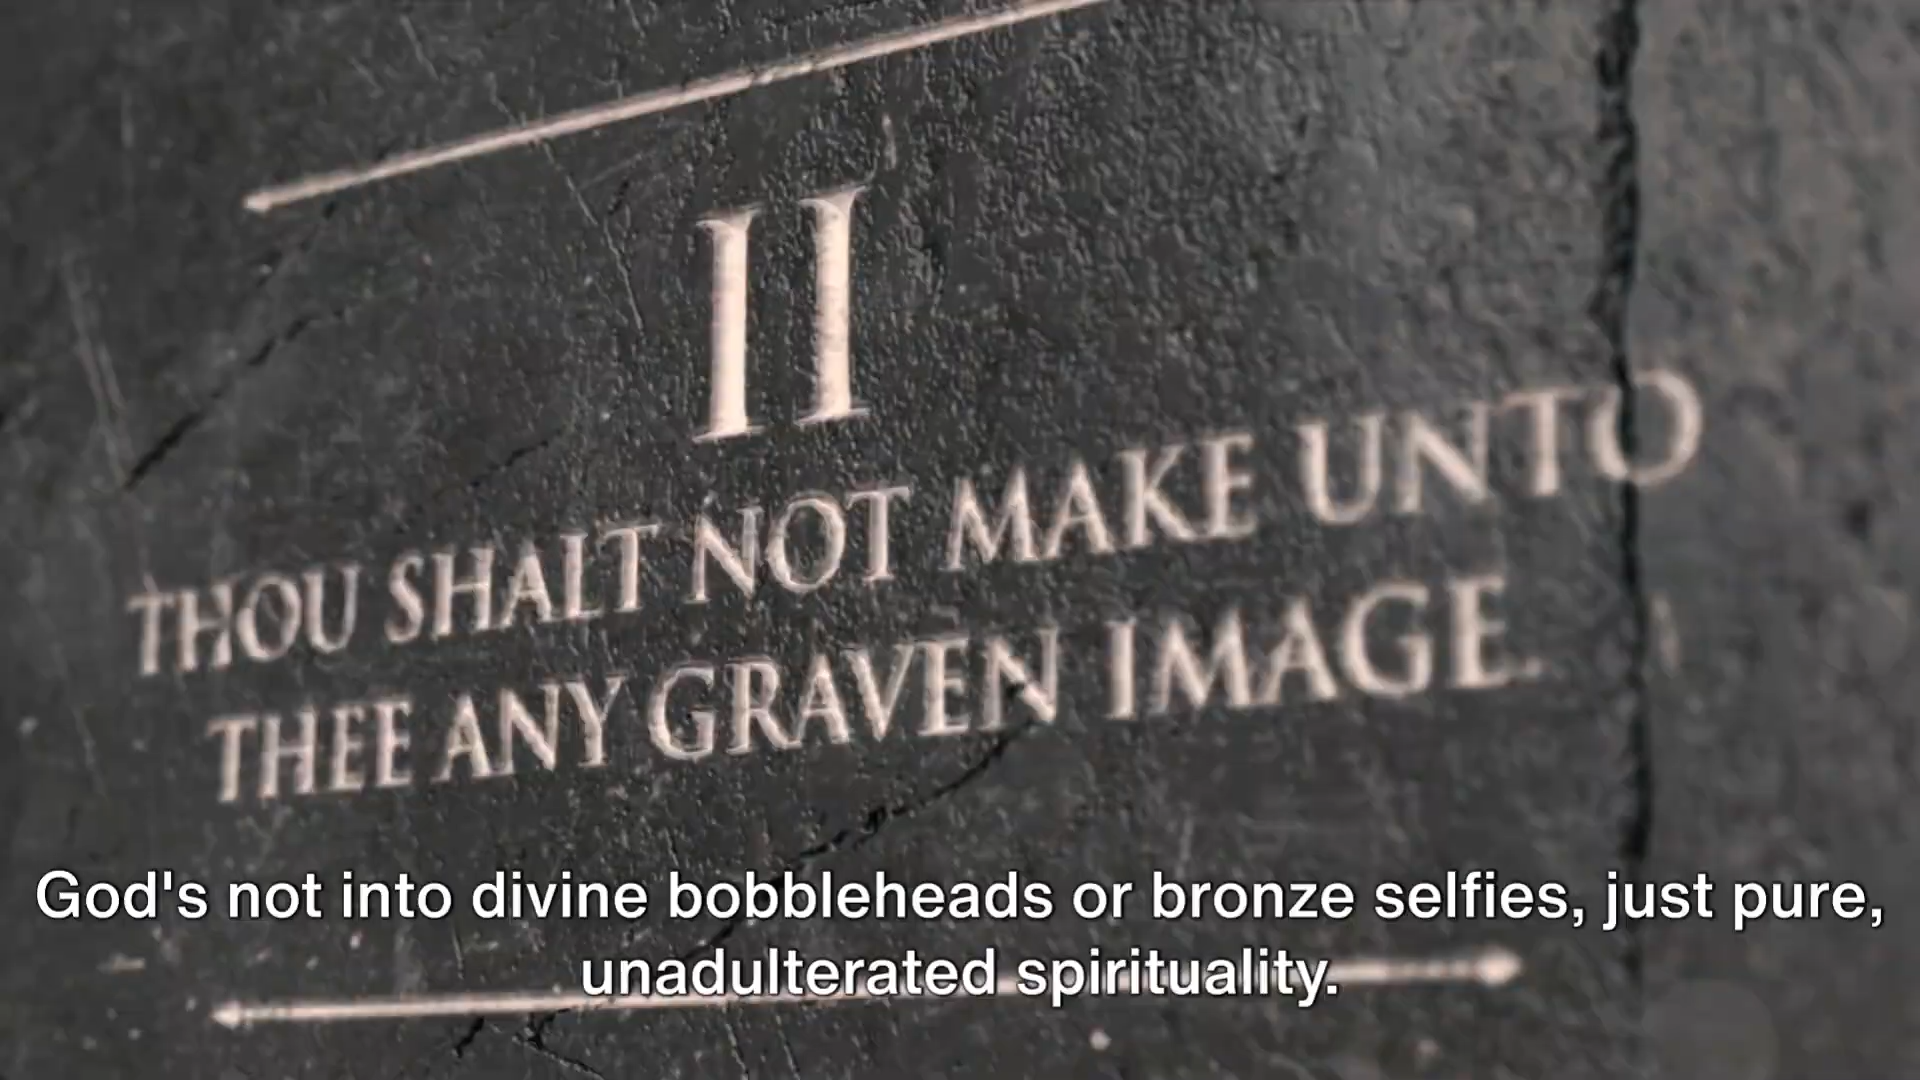 II
THOU SHALT NOT MAKE UNTO
THEE ANY GRAVEN IMAGE.
God's not into divine bobbleheads or bronze selfies, just pure,
unadulterated spirituality.